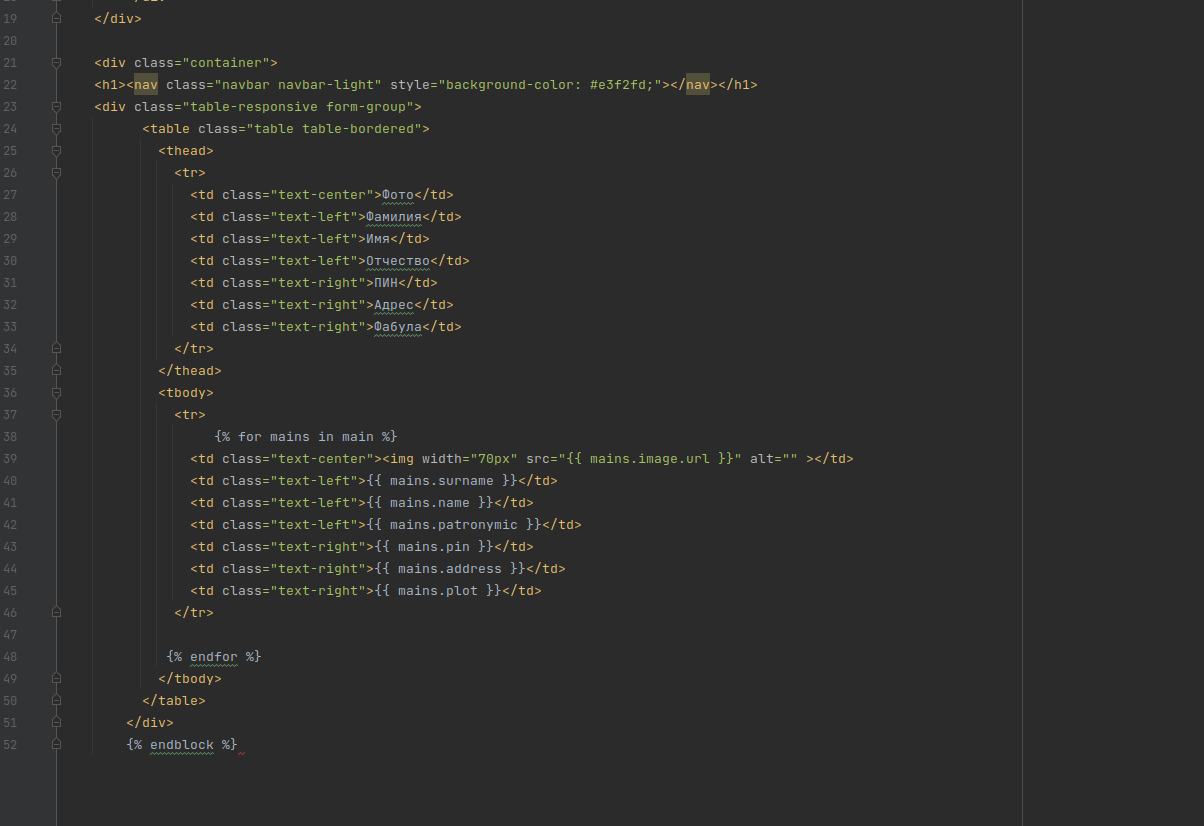 19 </div>
20
21 <div class="container">
22 <h1><nav class="navbar navbar-light" style="background-color: #e3f2fd;"></nav></h1>
23 <div class="table-responsive form-group">
24 <table class="table table-bordered">
25 <thead>
26 <tr>
27 <td class="text-center">Фото</td>
28 <td class="text-left">Фамилия</td>
29 <td class="text-left">Имя</td>
30 <td class="text-left">Отчество</td>
31 <td class="text-right">ПИН</td>
32 <td class="text-right">Адрес</td>
33 <td class="text-right">Фабула</td>
34 </tr>
35 </thead>
36 <tbody>
37 <tr>
38 {% for mains in main %}
39 <td class="text-center"><img width="70px" src="{{ mains.image.url }}" alt="" ></td>
40 <td class="text-left">{{ mains.surname }}</td>
41 <td class="text-left">{{ mains.name }}</td>
42 <td class="text-left">{{ mains.patronymic }}</td>
43 <td class="text-right">{{ mains.pin }}</td>
44 <td class="text-right">{{ mains.address }}</td>
45 <td class="text-right">{{ mains.plot }}</td>
46 </tr>
47
48 {% endfor %}
49 </tbody>
50 </table>
51 </div>
52 {% endblock %}